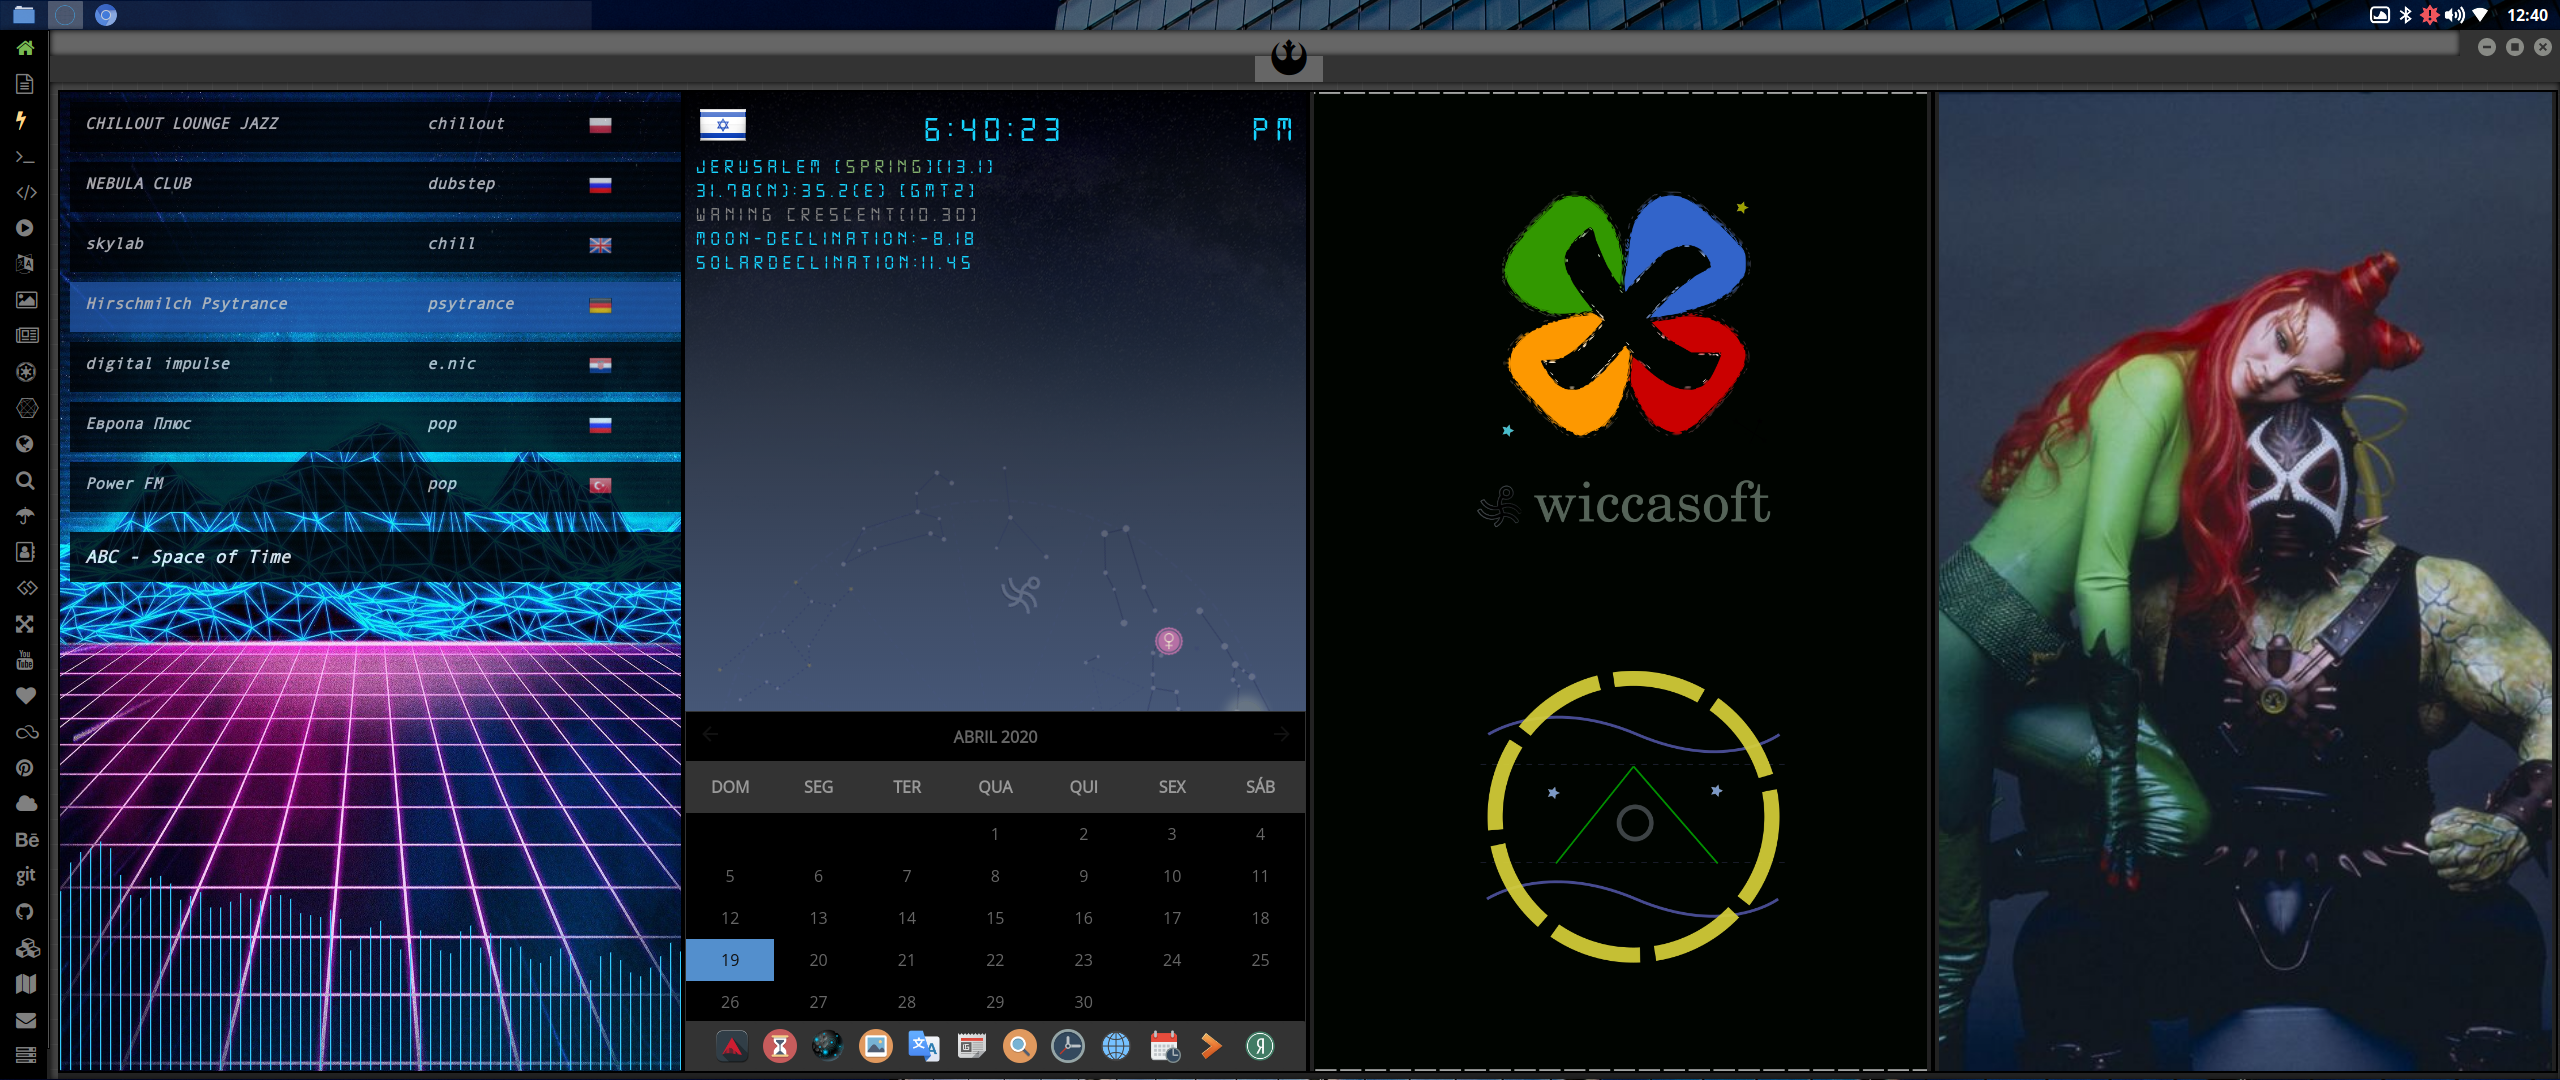 12:40
CHILLOUT LOUNGE JAZZ chillout
NEBULA CLUB dubstep
skylab chill
Hirschmilch Psytrance psytrance
digital impulse e.nic
Европа Плюс pop
Power FM pop
ABC - Space of Time
6:40:23 PM
JERUSALEM [SPRING][13.1]
31.78(N):35.2(E) [GMT2]
WANING CRESCENT(10.30)
MOON-DECLINATION:-8.18
SOLARDECLINATION:11.45
ABRIL 2020
DOM SEG TER QUA QUI SEX SÁB
1 2 3 4
5 6 7 8 9 10 11
12 13 14 15 16 17 18
19 20 21 22 23 24 25
26 27 28 29 30
wiccasoft
You
Tube
Bē
git
文 A
Я